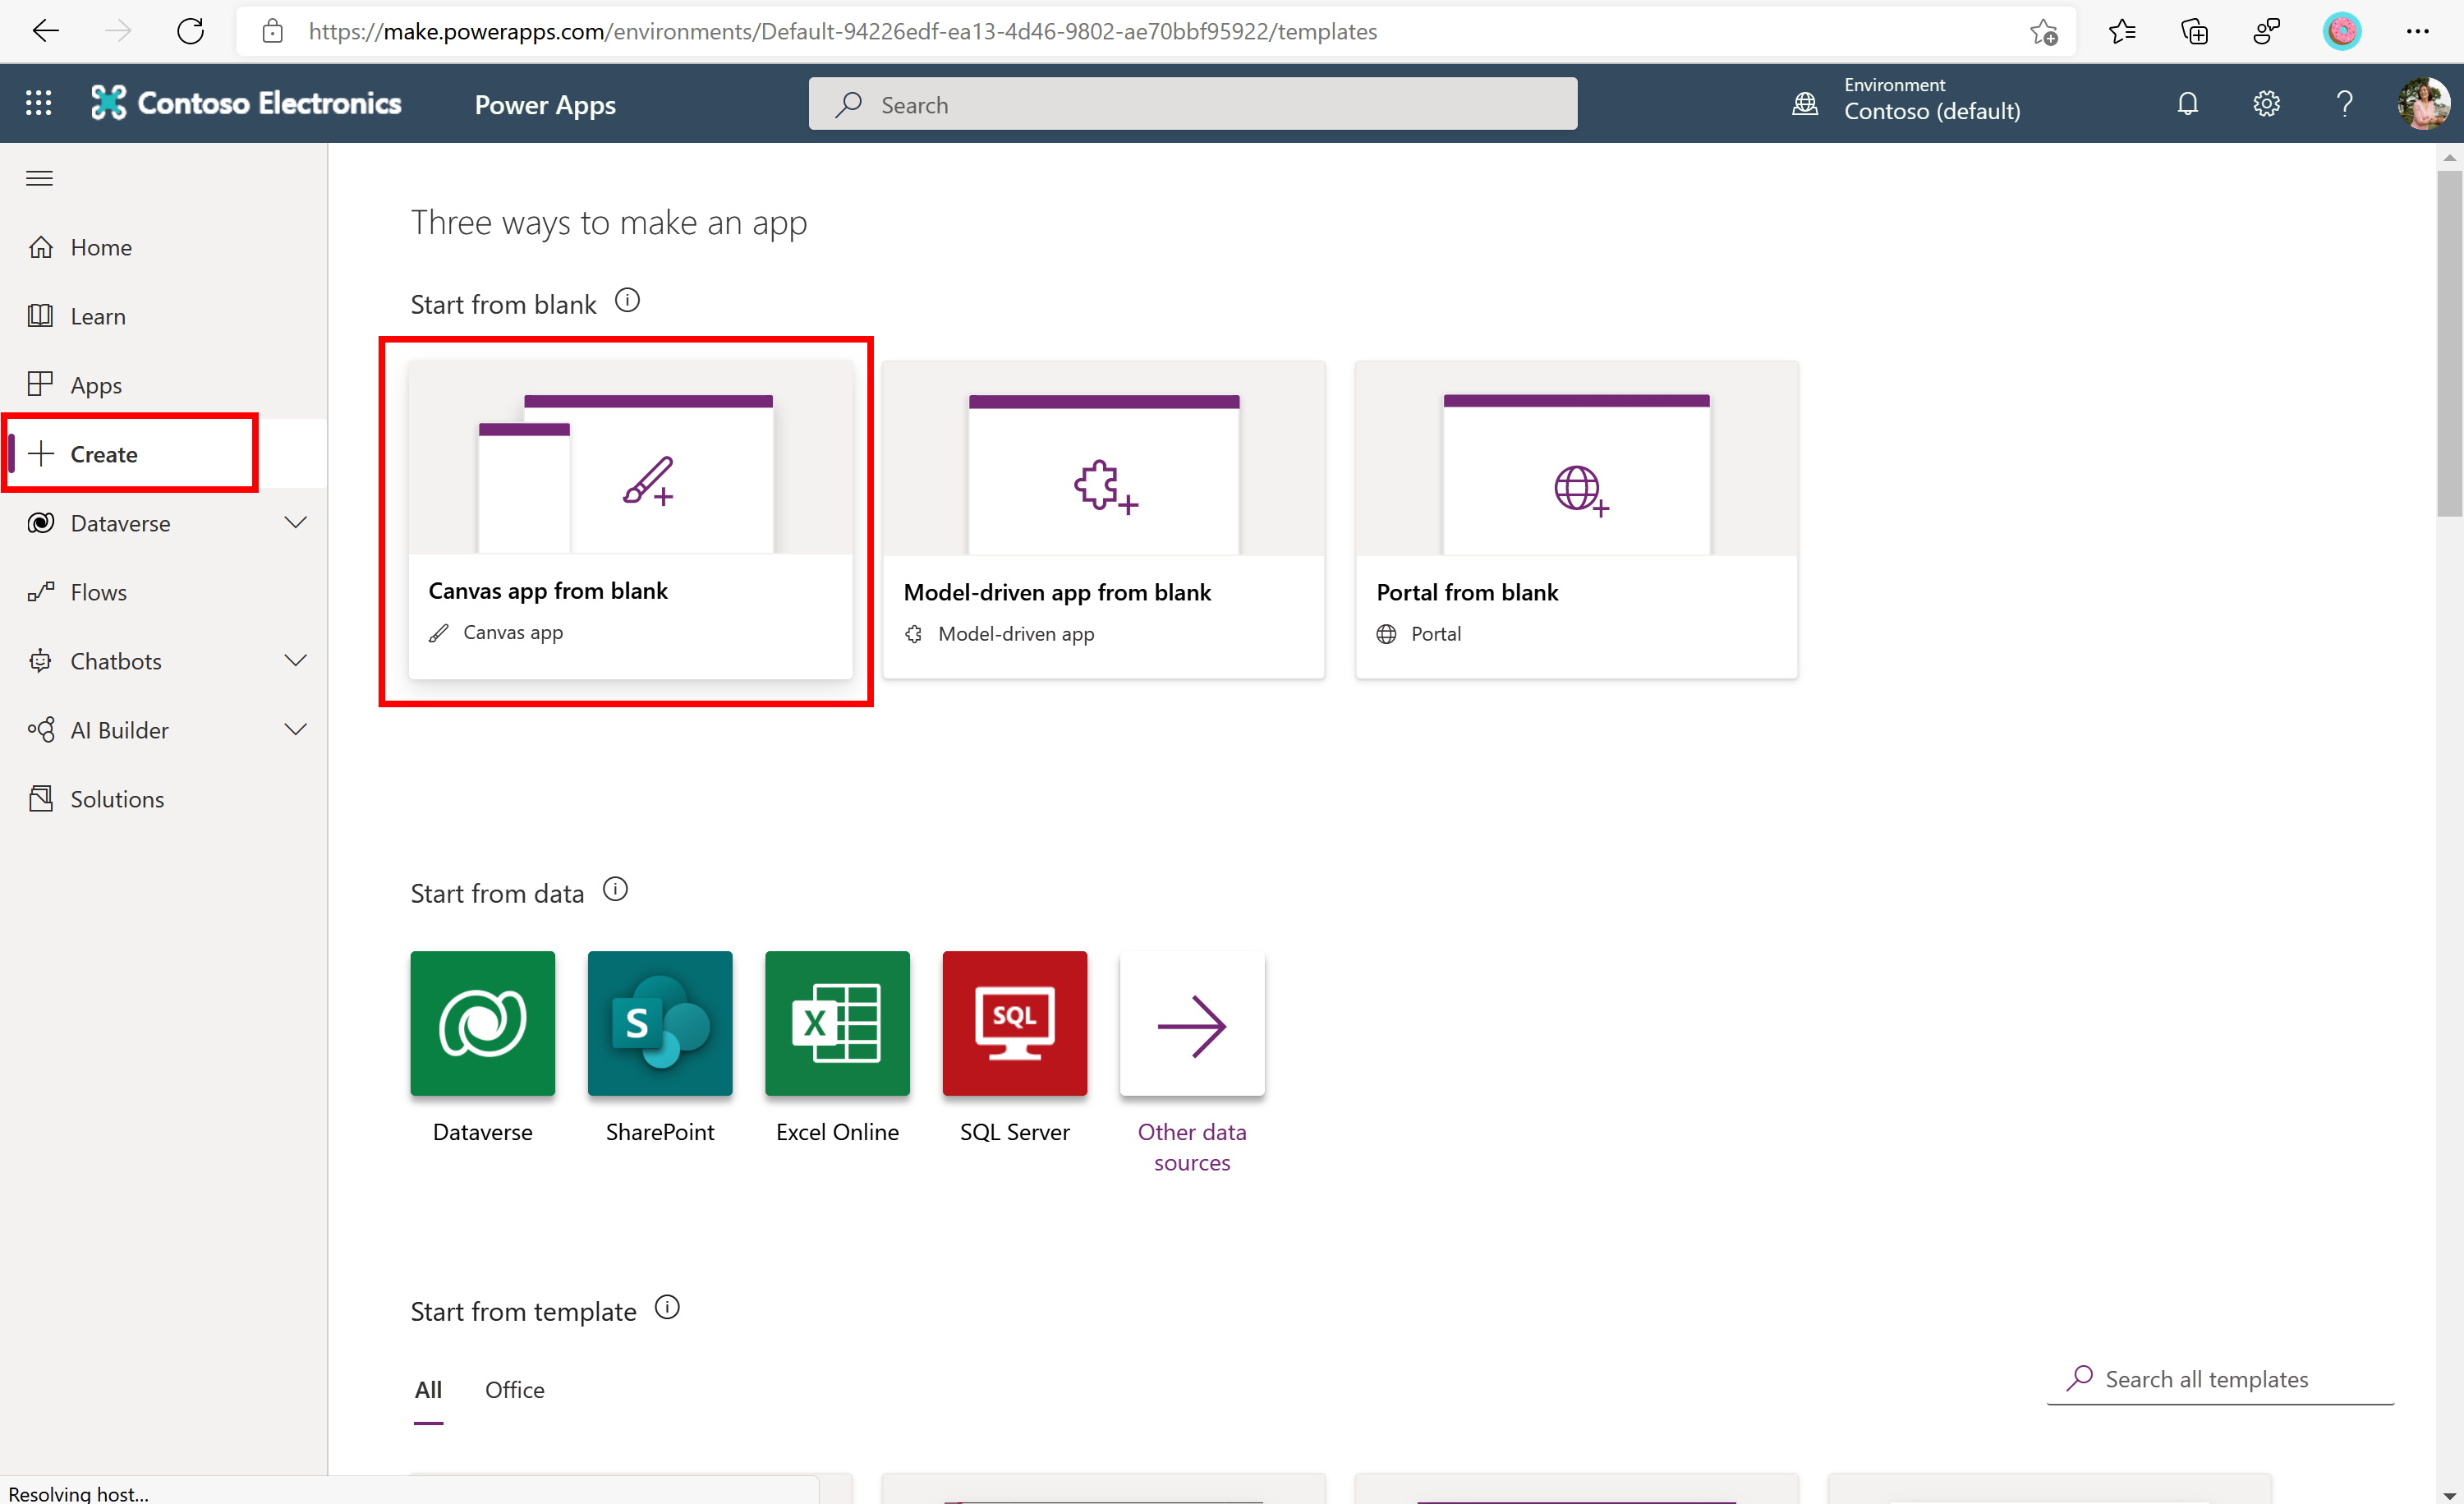 https://make.powerapps.com/environments/Default-94226edf-ea13-4d46-9802-ae70bbf95922/templates
Contoso Electronics
Power Apps
Search
Environment
Contoso (default)
Home
Learn
Apps
Create
Dataverse
Flows
Chatbots
AI Builder
Solutions
Three ways to make an app
Start from blank
Canvas app from blank
Canvas app
Model-driven app from blank
Model-driven app
Portal from blank
Portal
Start from data
S
X
SQL
Dataverse
SharePoint
Excel Online
SQL Server
Other data
sources
Start from template
All
Office
Search all templates
Resolving host...